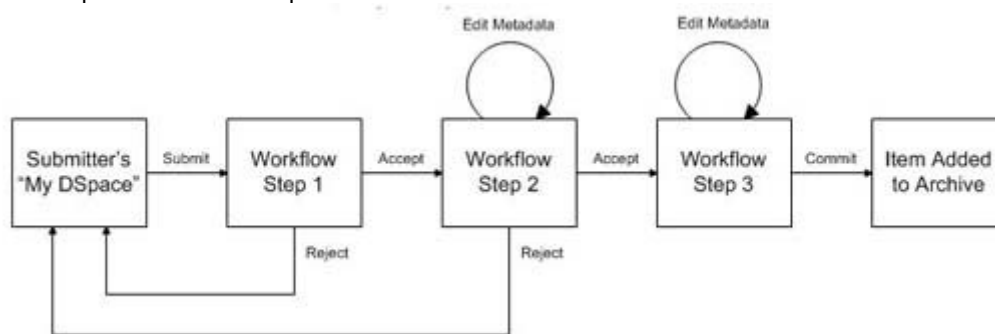 Edit Metadata
Edit Metadata
Submitter's
"My DSpace"
Submit
Workflow
Step 1
Accept
Workflow
Step 2
Accept
Workflow
Step 3
Commit
Item Added
to Archive
Reject
Reject